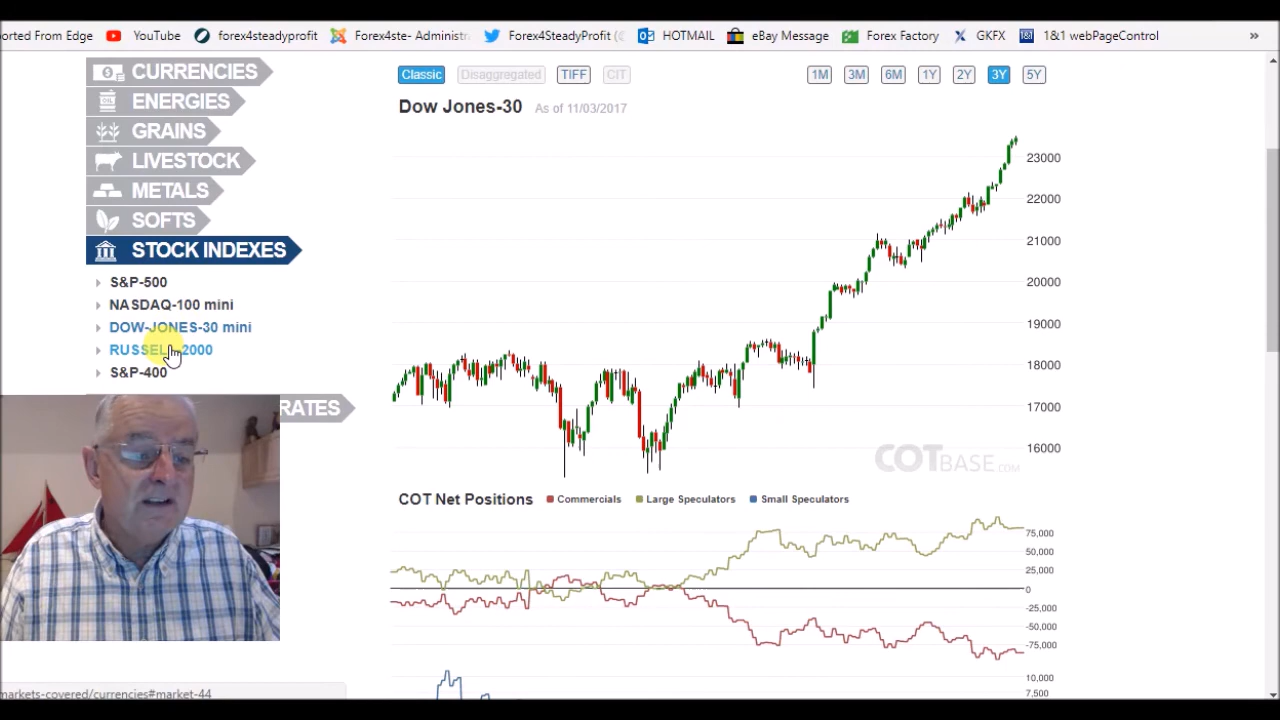 orted From Edge YouTube forex4steadyprofit Forex4ste- Administra Forex4SteadyProfit (@ HOTMAIL eBay Message Forex Factory GKFX 1&1 webPageControl »
CURRENCIES
ENERGIES
GRAINS
LIVESTOCK
METALS
SOFTS
STOCK INDEXES
S&P-500
NASDAQ-100 mini
DOW-JONES-30 mini
RUSSELL-2000
S&P-400
RATES
markets-covered/currencies#market-44
Classic Disaggregated TIFF CIT 1M 3M 6M 1Y 2Y 3Y 5Y
Dow Jones-30 As of 11/03/2017
23000
22000
21000
20000
19000
18000
17000
16000
COTBASE.COM
COT Net Positions Commercials Large Speculators Small Speculators
75,000
50,000
25,000
0
-25,000
-50,000
-75,000
10,000
7,500